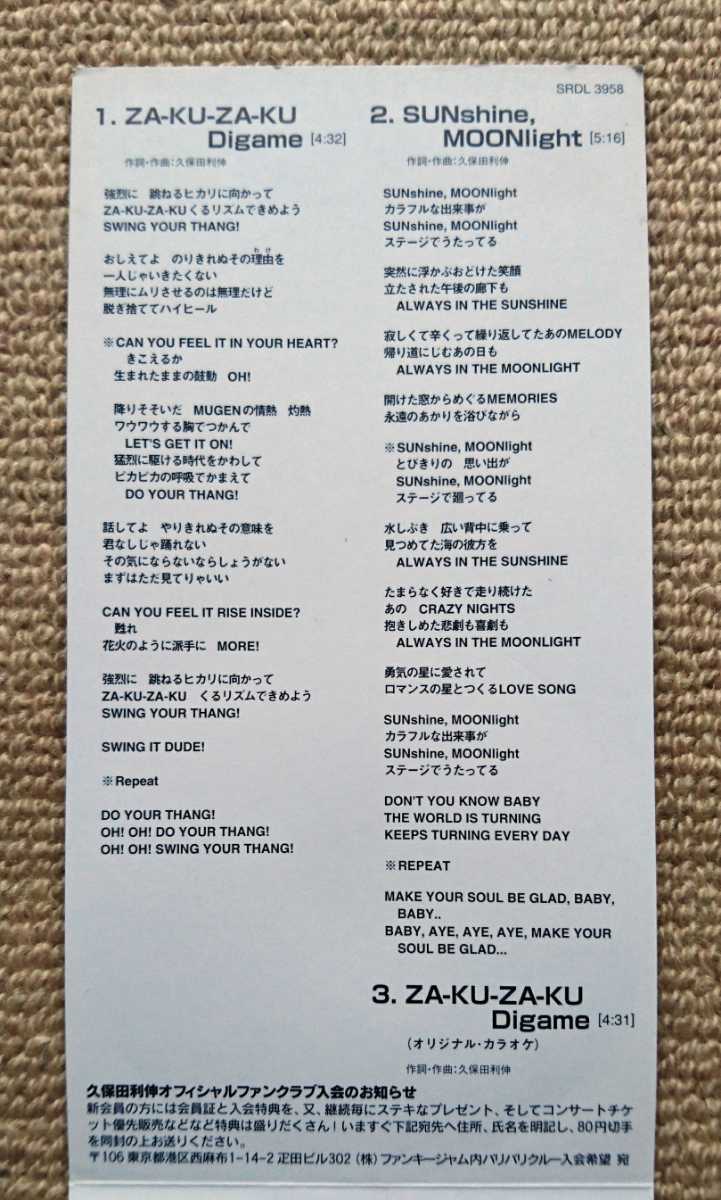 SRDL 3958
1. ZA-KU-ZA-KU
Digame [4:32]
作詞・作曲：久保田利伸
強烈に　跳ねるヒカリに向かって
ZA-KU-ZA-KUくるリズムできめよう
SWING YOUR THANG!
おしえてよ　のりきれぬその理由を
わけ
一人じゃいきたくない
無理にムリさせるのは無理だけど
脱ぎ捨ててハイヒール
※CAN YOU FEEL IT IN YOUR HEART?
きこえるか
生まれたままの鼓動　OH!
降りそそいだ　MUGENの情熱　灼熱
ワウワウする胸でつかんで
LET'S GET IT ON!
猛烈に駆ける時代をかわして
ピカピカの呼吸でかまえて
DO YOUR THANG!
話してよ　やりきれぬその意味を
君なしじゃ踊れない
その気にならないならしょうがない
まずはただ見てりゃいい
CAN YOU FEEL IT RISE INSIDE?
甦れ
花火のように派手に　MORE!
強烈に　跳ねるヒカリに向かって
ZA-KU-ZA-KU　くるリズムできめよう
SWING YOUR THANG!
SWING IT DUDE!
※Repeat
DO YOUR THANG!
OH! OH! DO YOUR THANG!
OH! OH! SWING YOUR THANG!
2. SUNshine,
MOONlight [5:16]
作詞・作曲：久保田利伸
SUNshine, MOONlight
カラフルな出来事が
SUNshine, MOONlight
ステージでうたってる
突然に浮かぶおどけた笑顔
立たされた午後の廊下も
ALWAYS IN THE SUNSHINE
寂しくて辛くって繰り返してたあのMELODY
帰り道にじむあの日も
ALWAYS IN THE MOONLIGHT
開けた窓からめぐるMEMORIES
永遠のあかりを浴びながら
※SUNshine, MOONlight
とびきりの　思い出が
SUNshine, MOONlight
ステージで廻ってる
水しぶき　広い背中に乗って
見つめてた海の彼方を
ALWAYS IN THE SUNSHINE
たまらなく好きで走り続けた
あの　CRAZY NIGHTS
抱きしめた悲劇も喜劇も
ALWAYS IN THE MOONLIGHT
勇気の星に愛されて
ロマンスの星とつくるLOVE SONG
SUNshine, MOONlight
カラフルな出来事が
SUNshine, MOONlight
ステージでうたってる
DON'T YOU KNOW BABY
THE WORLD IS TURNING
KEEPS TURNING EVERY DAY
※REPEAT
MAKE YOUR SOUL BE GLAD, BABY,
BABY..
BABY, AYE, AYE, AYE, MAKE YOUR
SOUL BE GLAD...
3. ZA-KU-ZA-KU
Digame [4:31]
（オリジナル・カラオケ）
作詞・作曲：久保田利伸
久保田利伸オフィシャルファンクラブ入会のお知らせ
新会員の方には会員証と入会特典を、又、継続毎にステキなプレゼント、そしてコンサートチケ
ット優先販売などなど特典は盛りだくさん！いますぐ下記宛先へ住所、氏名を明記し、80円切手
を同封の上お送りください。
〒106 東京都港区西麻布1-14-2 疋田ビル302（株）ファンキージャム内バリバリクルー入会希望 宛